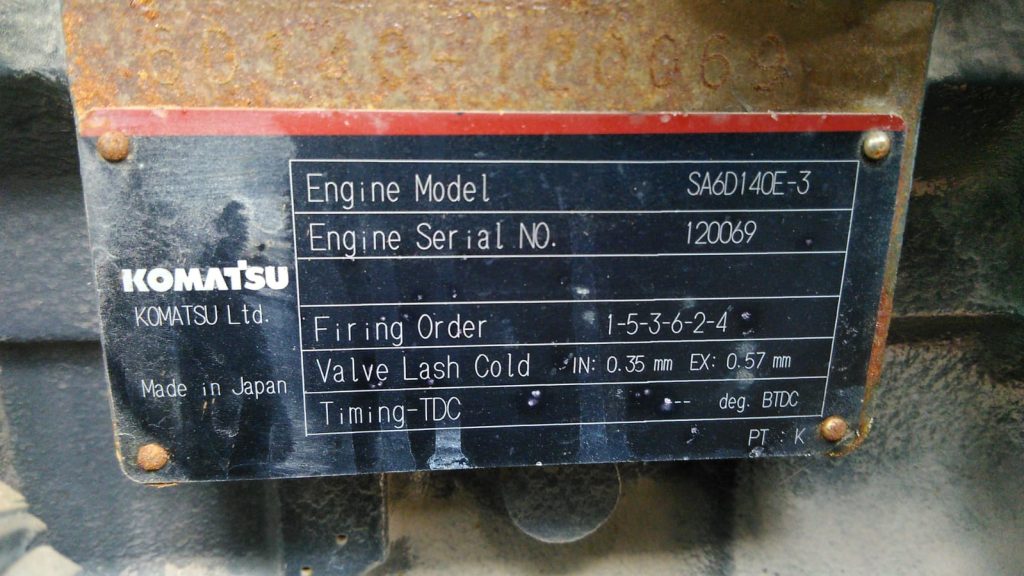 6D140-120069
Engine Model SA6D140E-3
Engine Serial NO. 120069
KOMATSU
KOMATSU Ltd.
Firing Order 1-5-3-6-2-4
Valve Lash Cold IN: 0.35 mm EX: 0.57 mm
Made in Japan
Timing-TDC --- deg. BTDC
PT : K